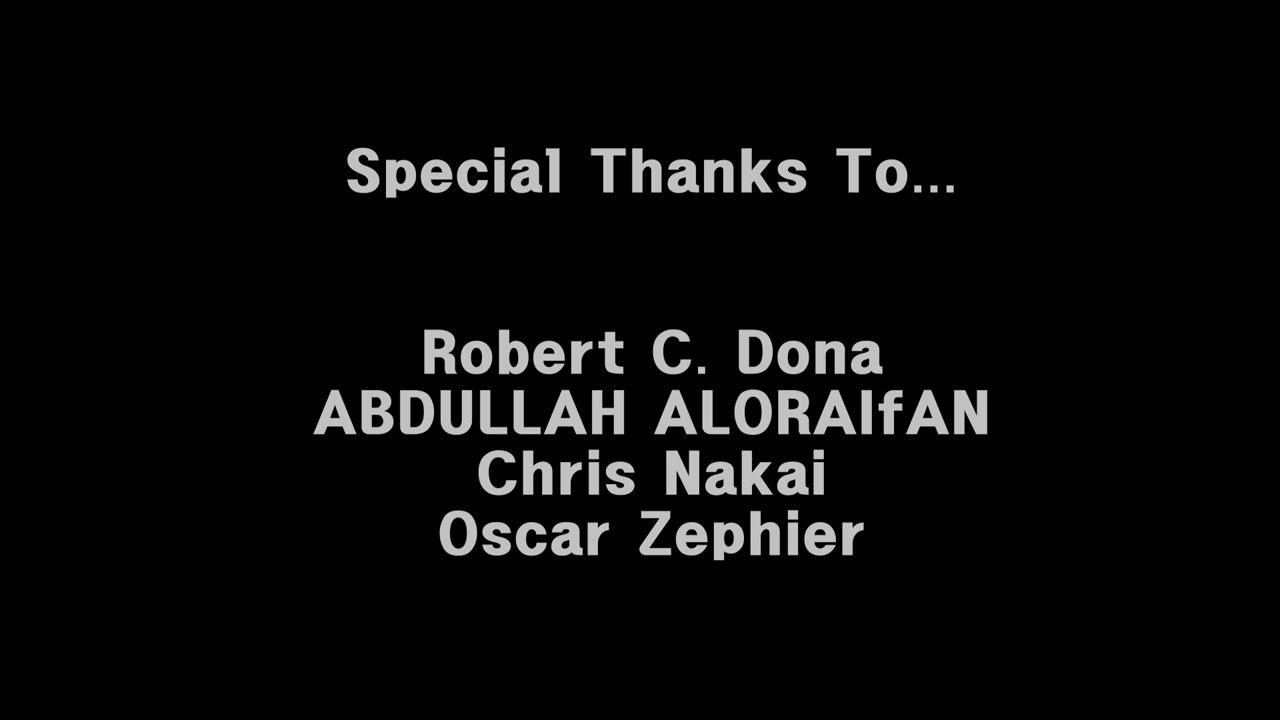 Special Thanks To...
Robert C. Dona
ABDULLAH ALORAIfAN
Chris Nakai
Oscar Zephier